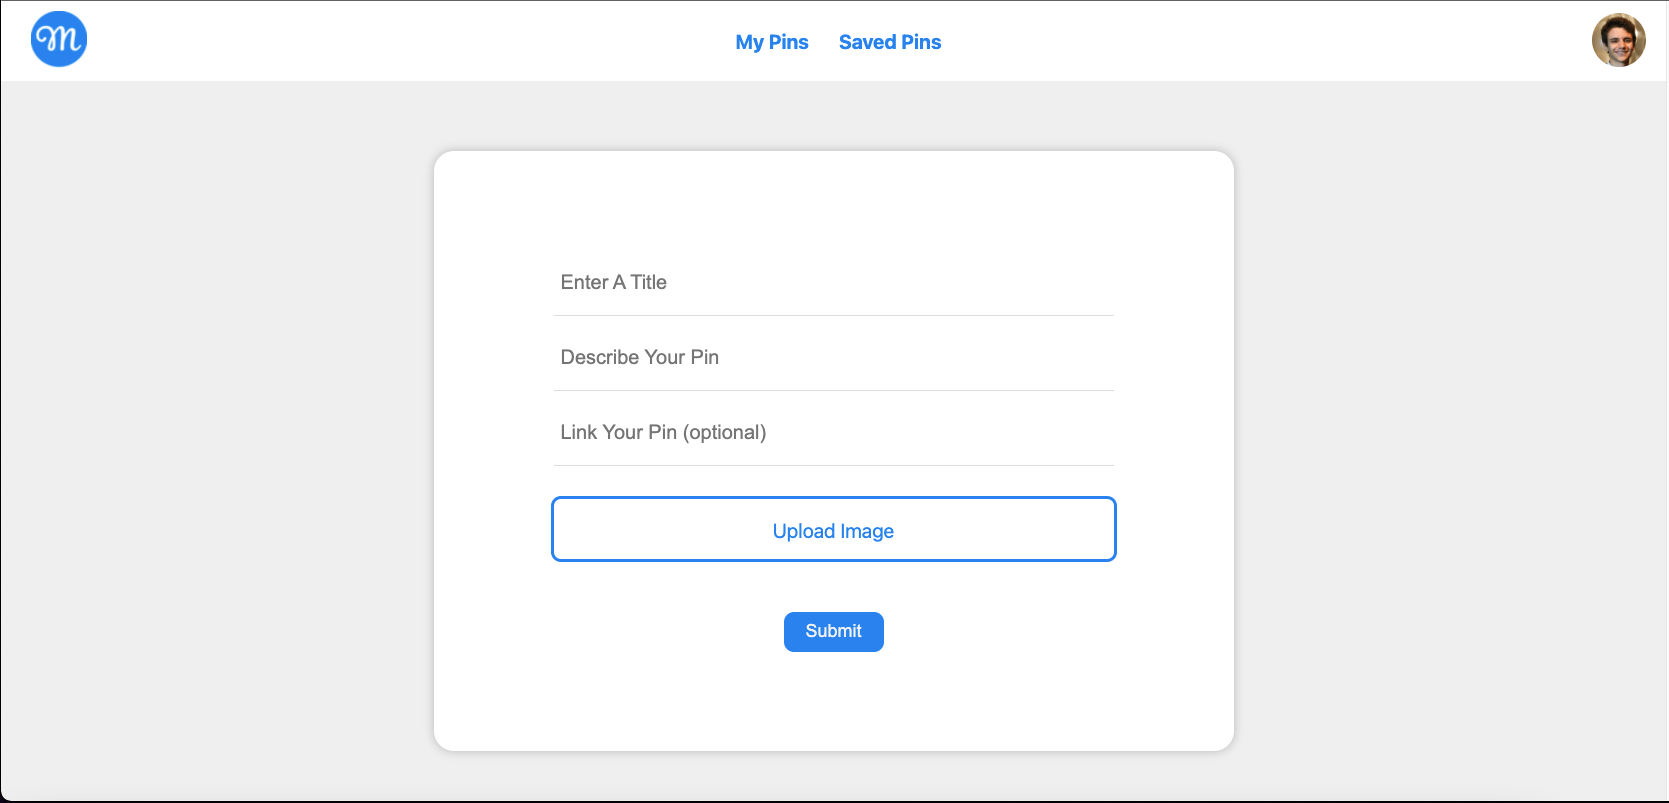 M
My Pins Saved Pins
Enter A Title
Describe Your Pin
Link Your Pin (optional)
Upload Image
Submit